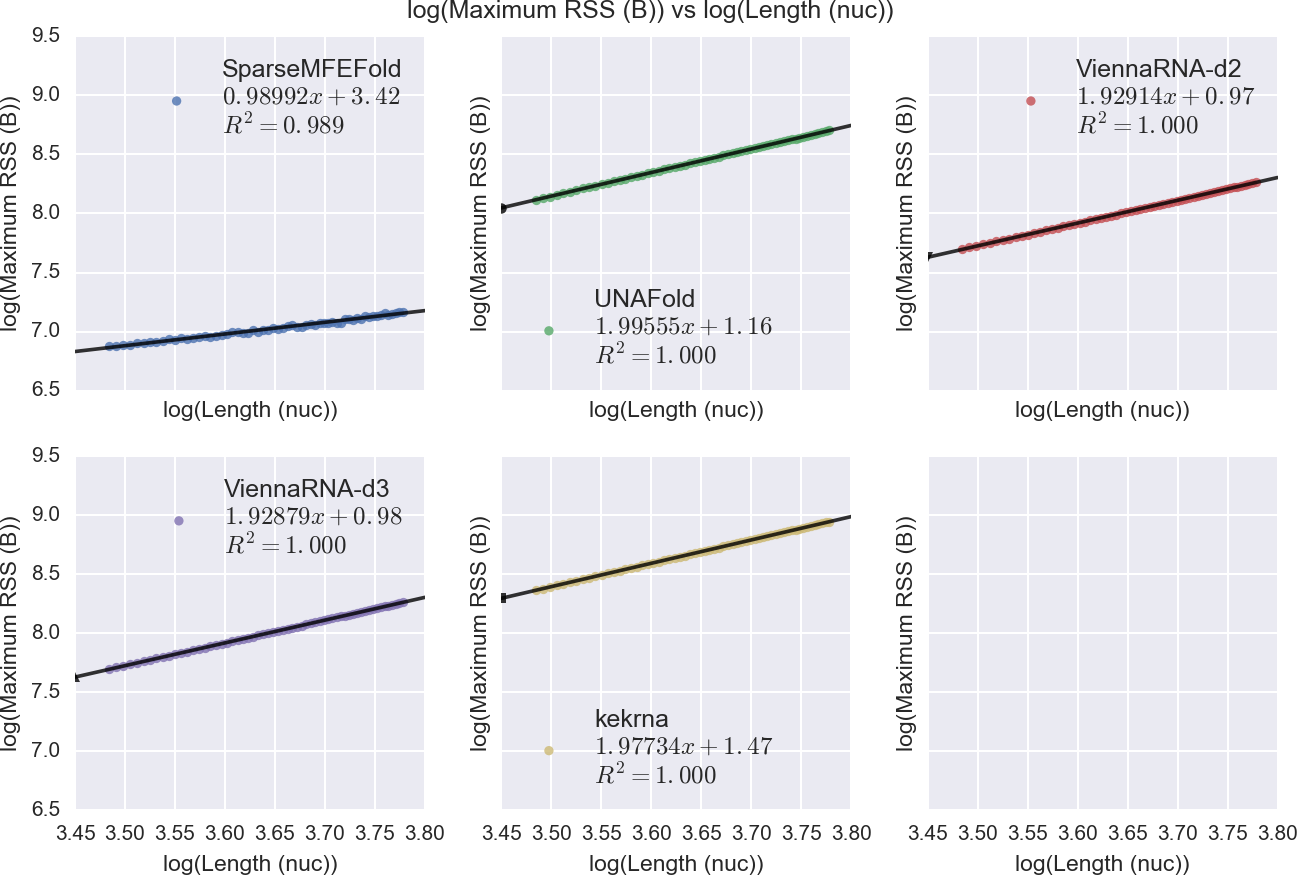 log(Maximum RSS (B)) vs log(Length (nuc))
9.5
9.0
8.5
8.0
7.5
7.0
6.5
log(Maximum RSS (B))
SparseMFEFold
0.98992x + 3.42
R² = 0.989
log(Length (nuc))
log(Maximum RSS (B))
UNAFold
1.99555x + 1.16
R² = 1.000
log(Length (nuc))
log(Maximum RSS (B))
ViennaRNA-d2
1.92914x + 0.97
R² = 1.000
log(Length (nuc))
9.5
9.0
8.5
8.0
7.5
7.0
6.5
log(Maximum RSS (B))
ViennaRNA-d3
1.92879x + 0.98
R² = 1.000
3.45 3.50 3.55 3.60 3.65 3.70 3.75 3.80
log(Length (nuc))
log(Maximum RSS (B))
kekrna
1.97734x + 1.47
R² = 1.000
3.45 3.50 3.55 3.60 3.65 3.70 3.75 3.80
log(Length (nuc))
log(Maximum RSS (B))
3.45 3.50 3.55 3.60 3.65 3.70 3.75 3.80
log(Length (nuc))